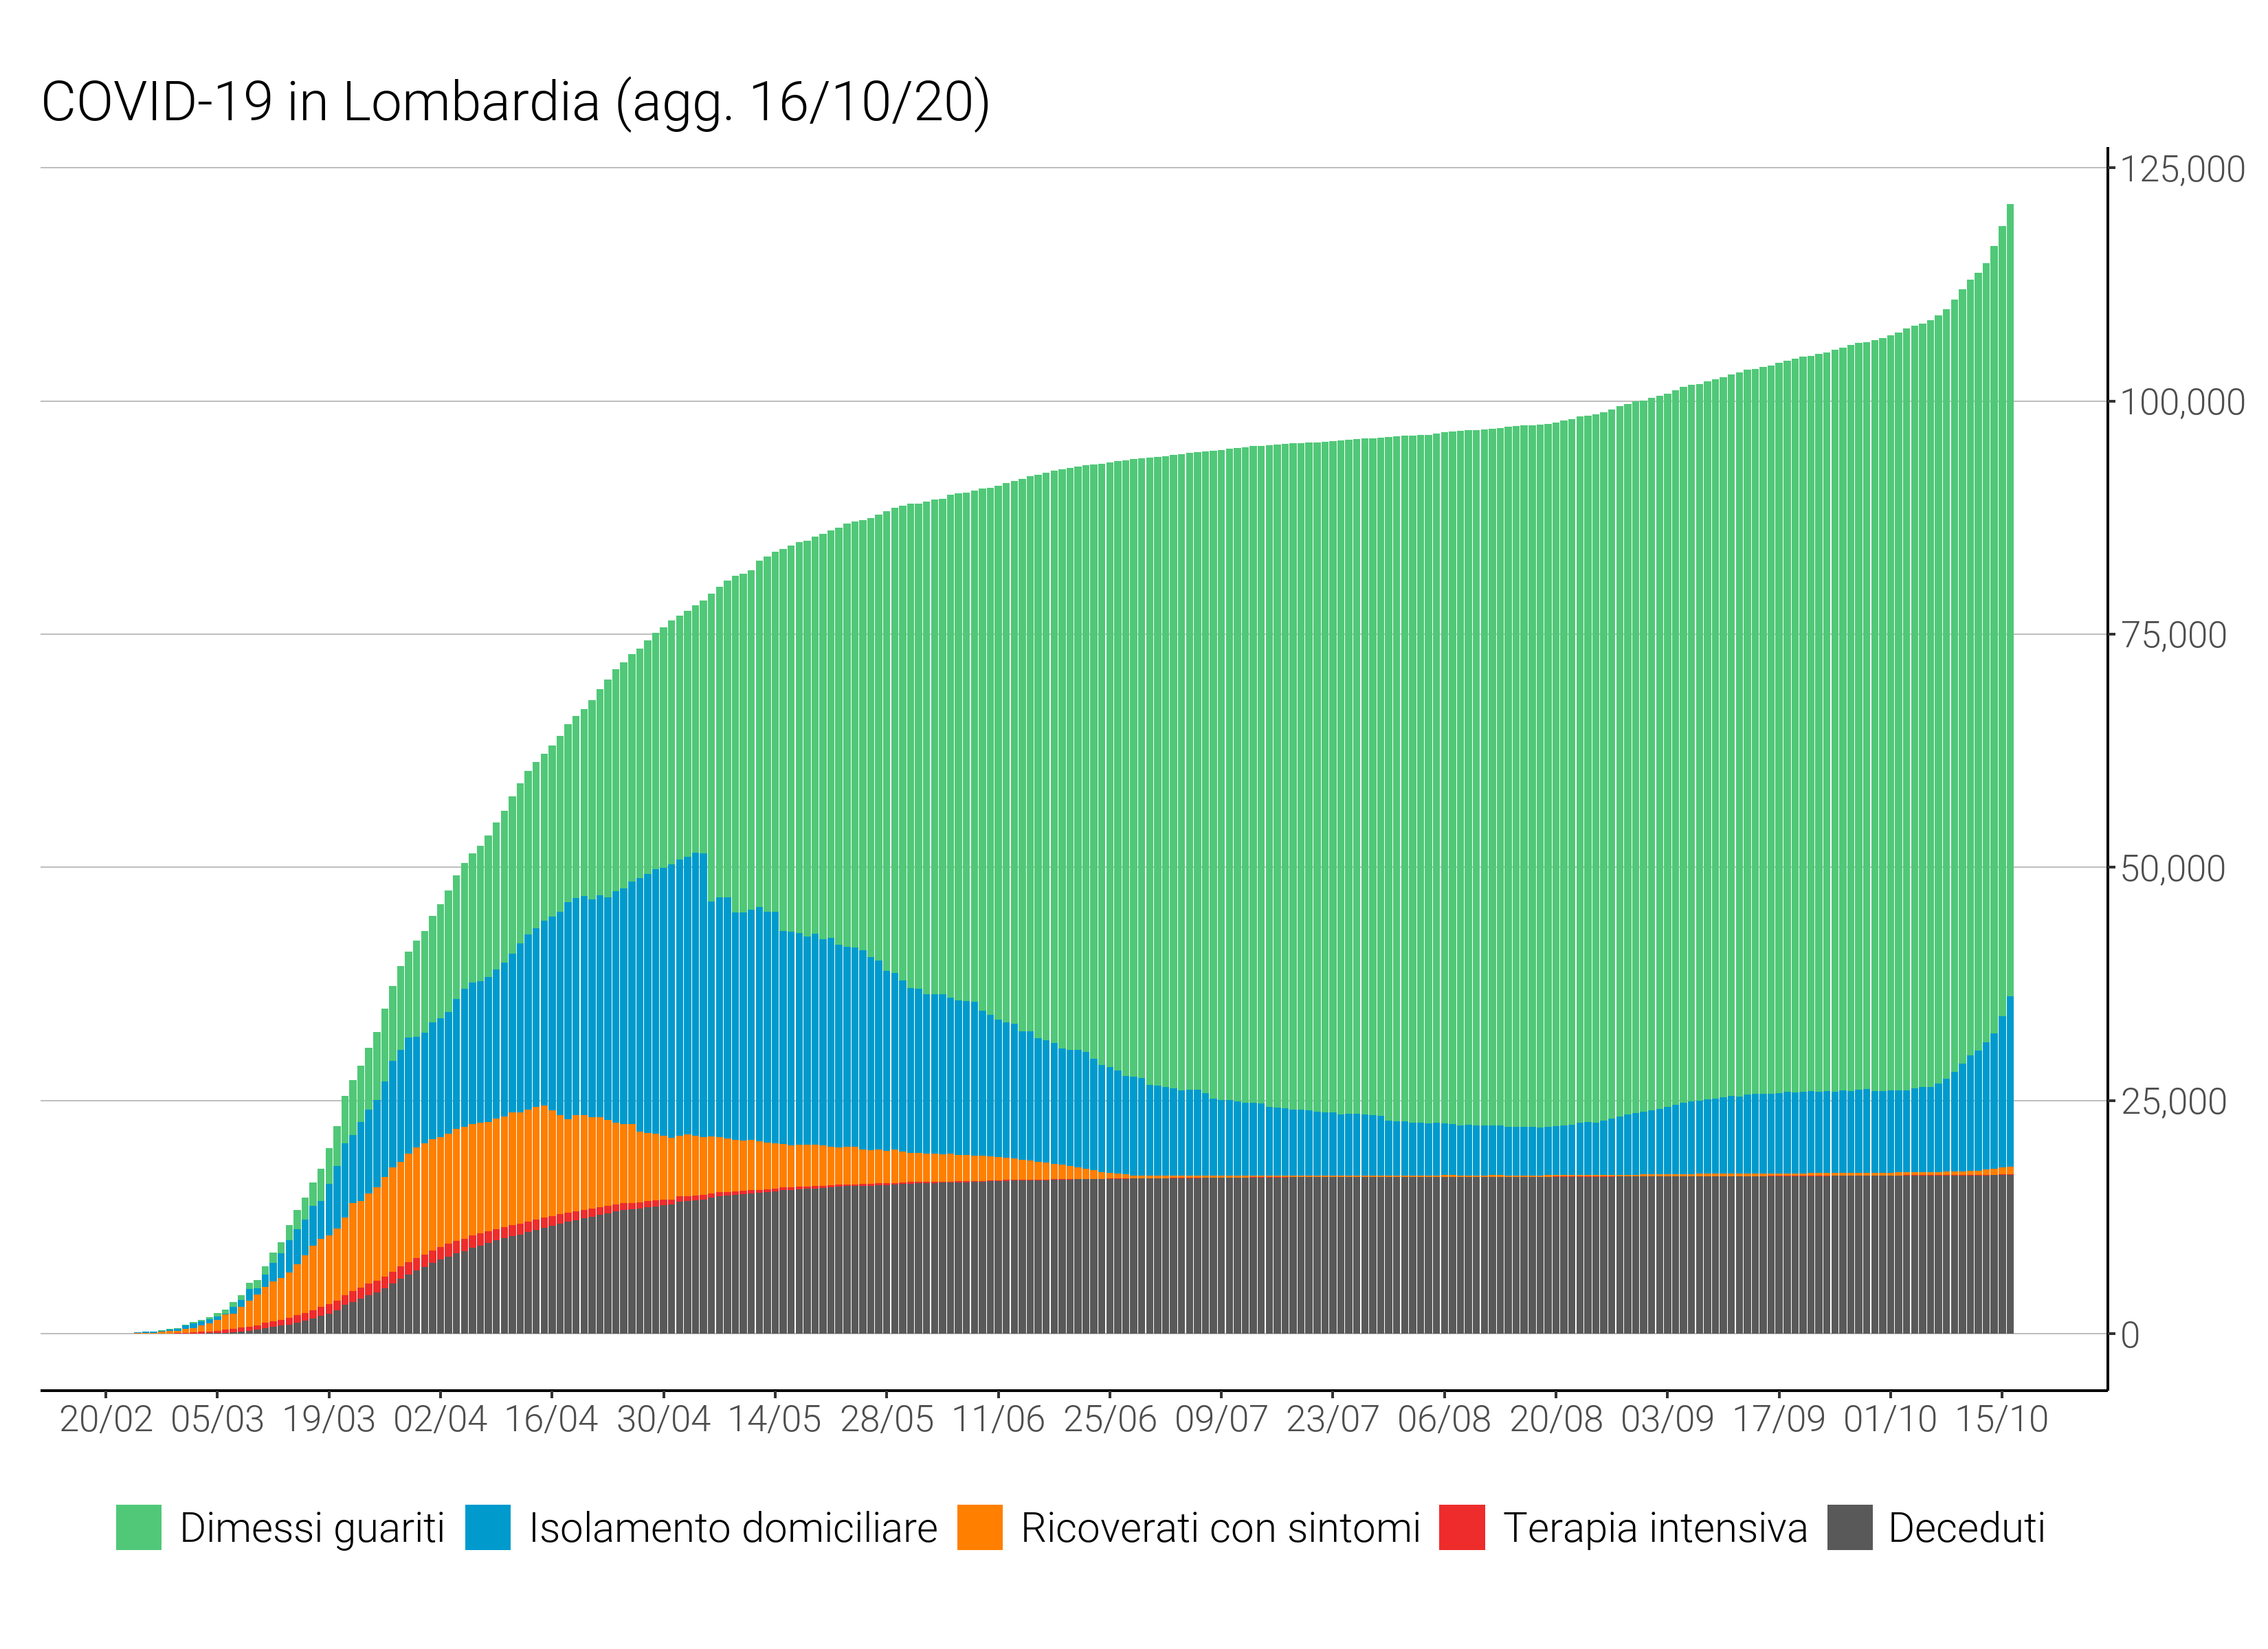 COVID-19 in Lombardia (agg. 16/10/20)
125,000
100,000
75,000
50,000
25,000
0
20/02 05/03 19/03 02/04 16/04 30/04 14/05 28/05 11/06 25/06 09/07 23/07 06/08 20/08 03/09 17/09 01/10 15/10
Dimessi guariti Isolamento domiciliare Ricoverati con sintomi Terapia intensiva Deceduti